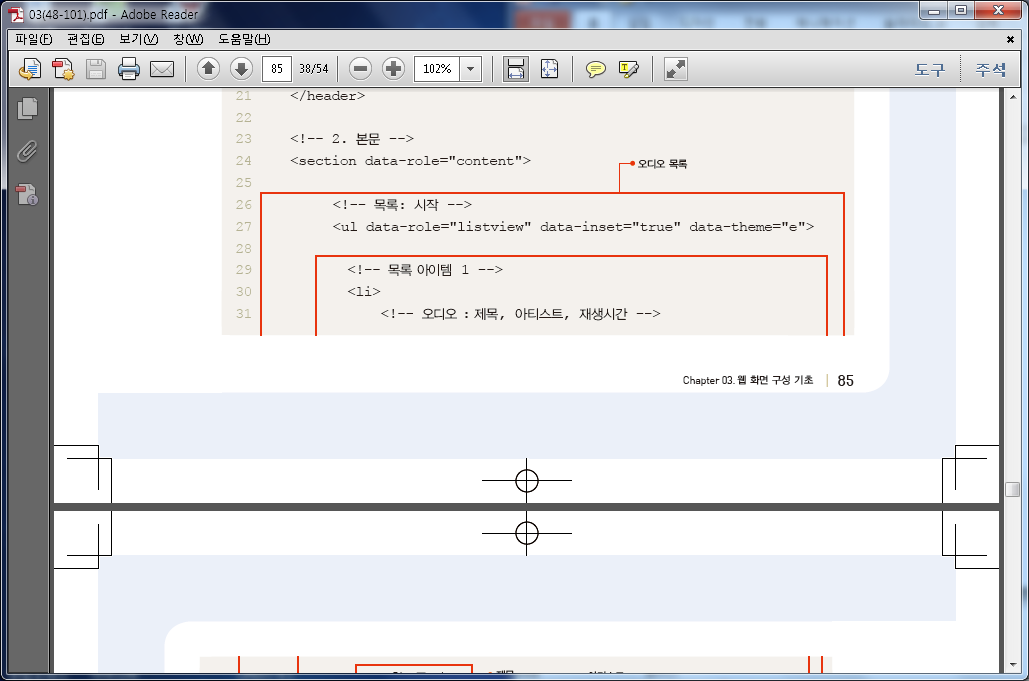 03(48-101).pdf - Adobe Reader
파일(F) 편집(E) 보기(V) 창(W) 도움말(H)
85 38/54 102% 도구 주석
21 </header>
22
23 <!-- 2. 본문 -->
24 <section data-role="content">
오디오 목록
25
26 <!-- 목록: 시작 -->
27 <ul data-role="listview" data-inset="true" data-theme="e">
28
29 <!-- 목록 아이템 1 -->
30 <li>
31 <!-- 오디오 : 제목, 아티스트, 재생시간 -->
Chapter 03. 웹 화면 구성 기초 | 85